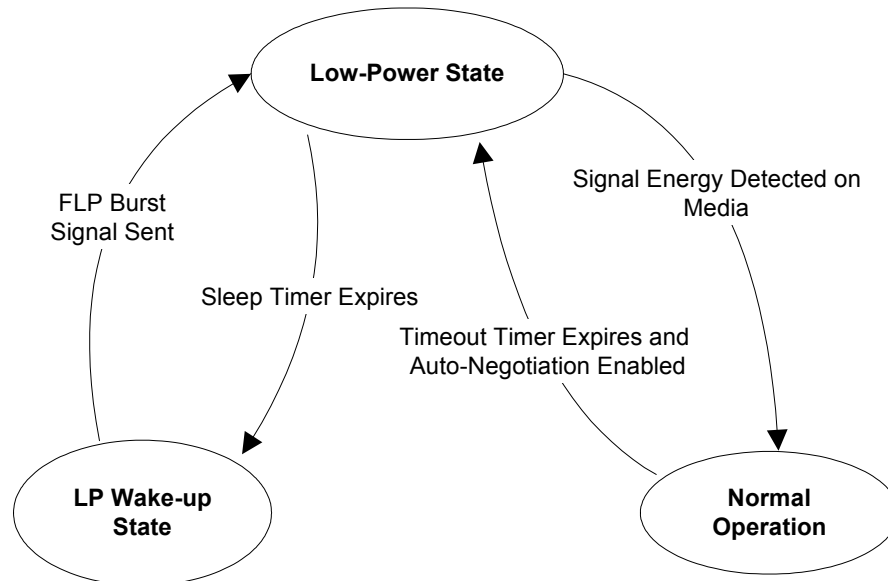 Low-Power State
Signal Energy Detected on
Media
FLP Burst
Signal Sent
Sleep Timer Expires
Timeout Timer Expires and
Auto-Negotiation Enabled
LP Wake-up
State
Normal
Operation